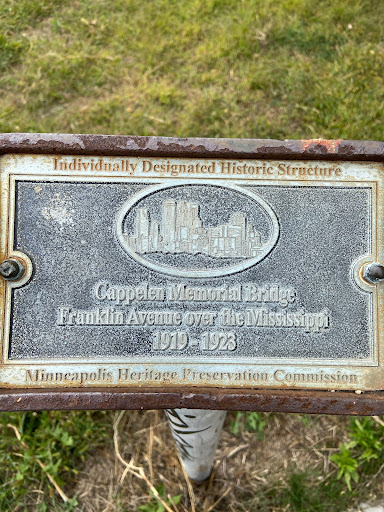 Individually Designated Historic Structure
Cappelen Memorial Bridge
Franklin Avenue over the Mississippi
1919 - 1923
Minneapolis Heritage Preservation Commission